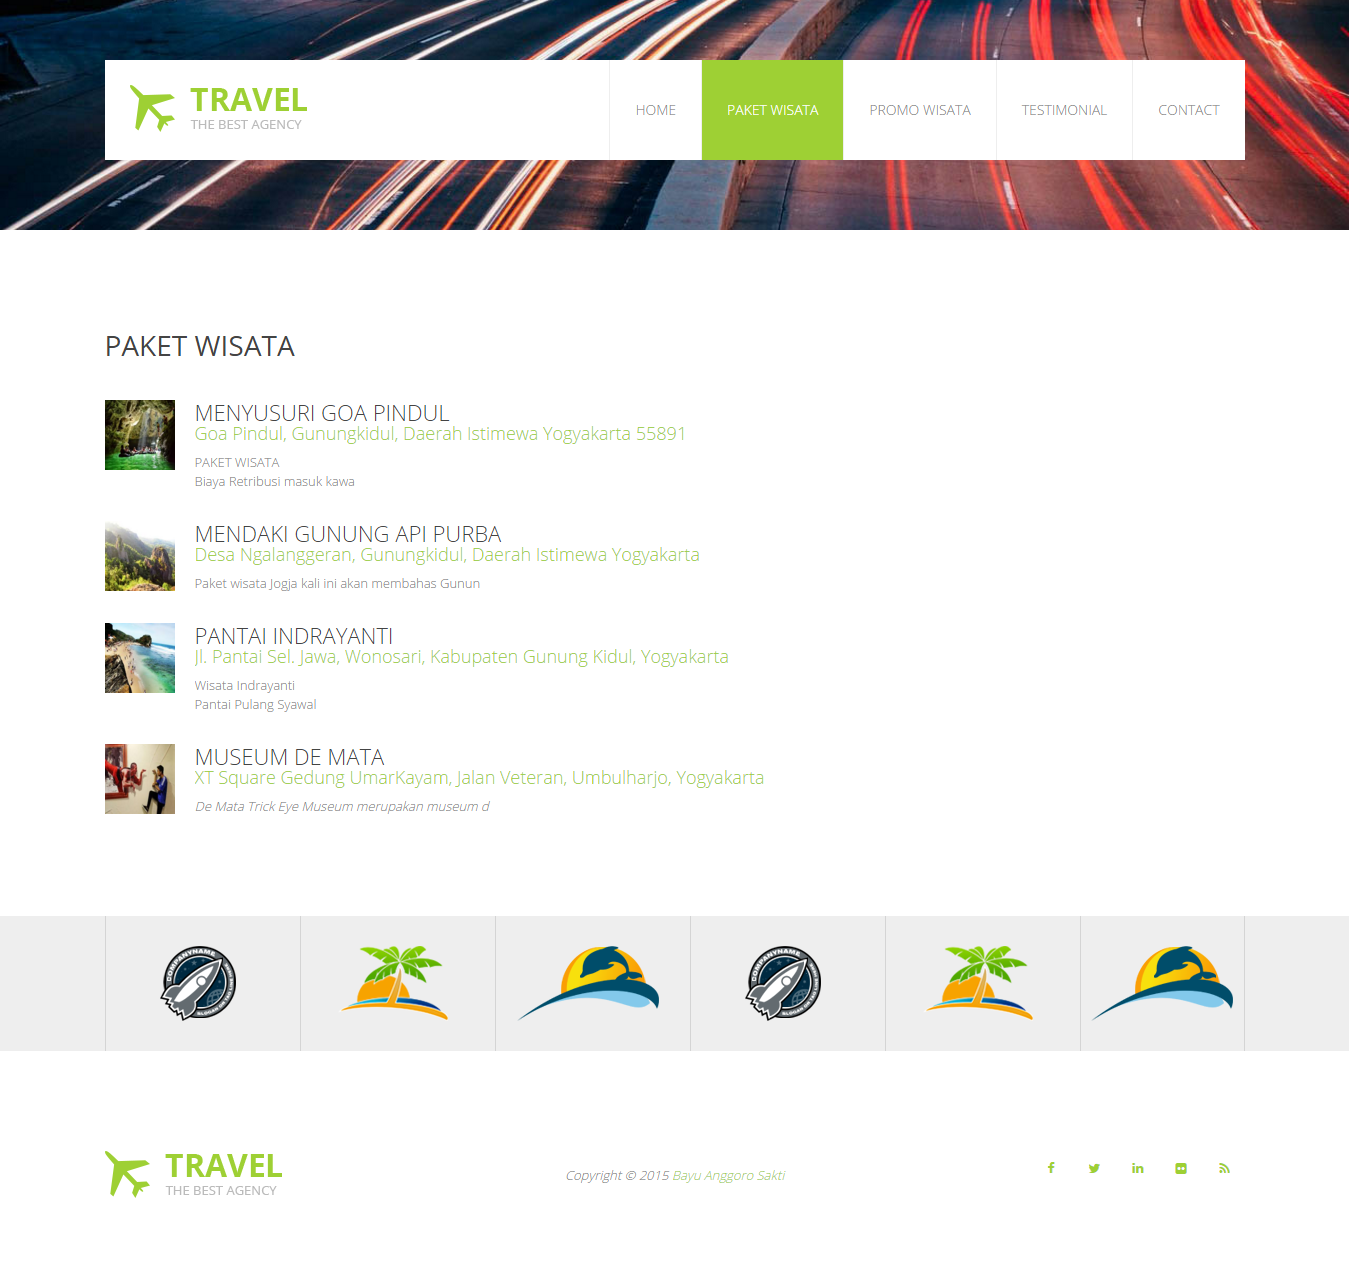 TRAVEL
THE BEST AGENCY
HOME
PAKET WISATA
PROMO WISATA
TESTIMONIAL
CONTACT
PAKET WISATA
MENYUSURI GOA PINDUL
Goa Pindul, Gunungkidul, Daerah Istimewa Yogyakarta 55891
PAKET WISATA
Biaya Retribusi masuk kawa
MENDAKI GUNUNG API PURBA
Desa Ngalanggeran, Gunungkidul, Daerah Istimewa Yogyakarta
Paket wisata Jogja kali ini akan membahas Gunun
PANTAI INDRAYANTI
Jl. Pantai Sel. Jawa, Wonosari, Kabupaten Gunung Kidul, Yogyakarta
Wisata Indrayanti
Pantai Pulang Syawal
MUSEUM DE MATA
XT Square Gedung UmarKayam, Jalan Veteran, Umbulharjo, Yogyakarta
De Mata Trick Eye Museum merupakan museum d
COMPANYNAME
COMPANYNAME
TRAVEL
THE BEST AGENCY
Copyright © 2015 Bayu Anggoro Sakti